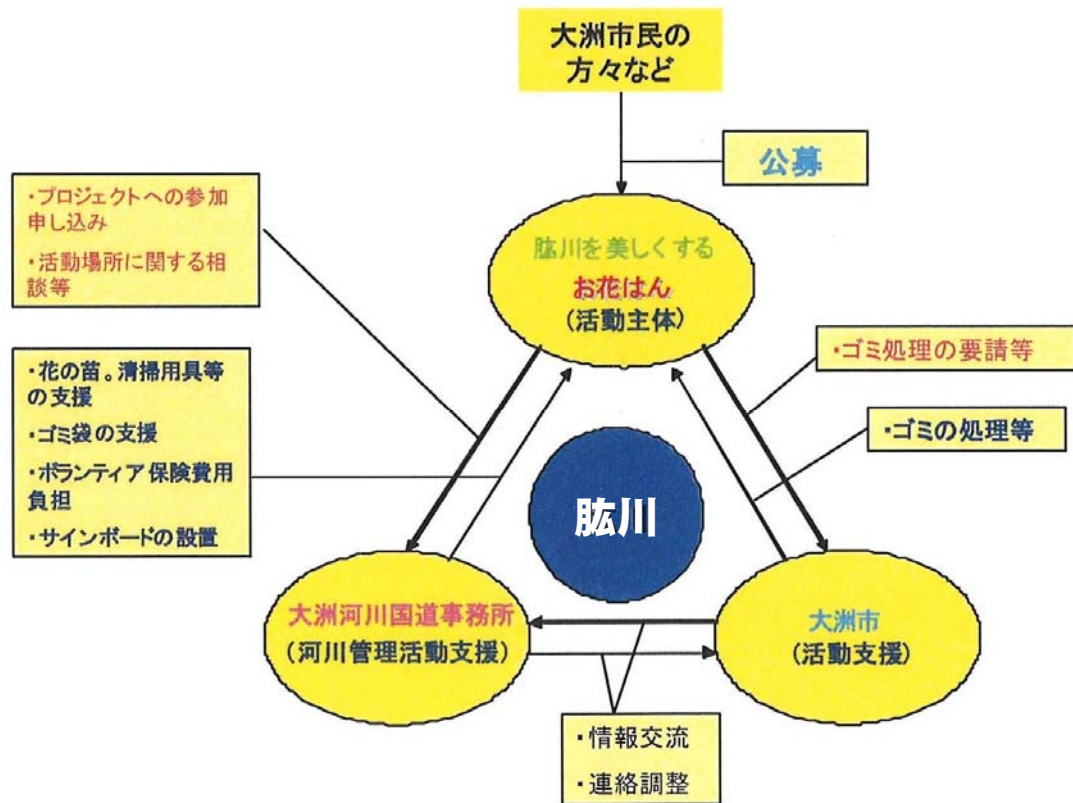 大洲市民の
方々など
公募
・プロジェクトへの参加
申し込み
・活動場所に関する相
談等
肱川を美しくする
お花はん
(活動主体)
・ゴミ処理の要請等
・花の苗。清掃用具等
の支援
・ゴミ袋の支援
・ボランティア保険費用
負担
・サインボードの設置
・ゴミの処理等
肱川
大洲河川国道事務所
(河川管理活動支援)
大洲市
(活動支援)
・情報交流
・連絡調整